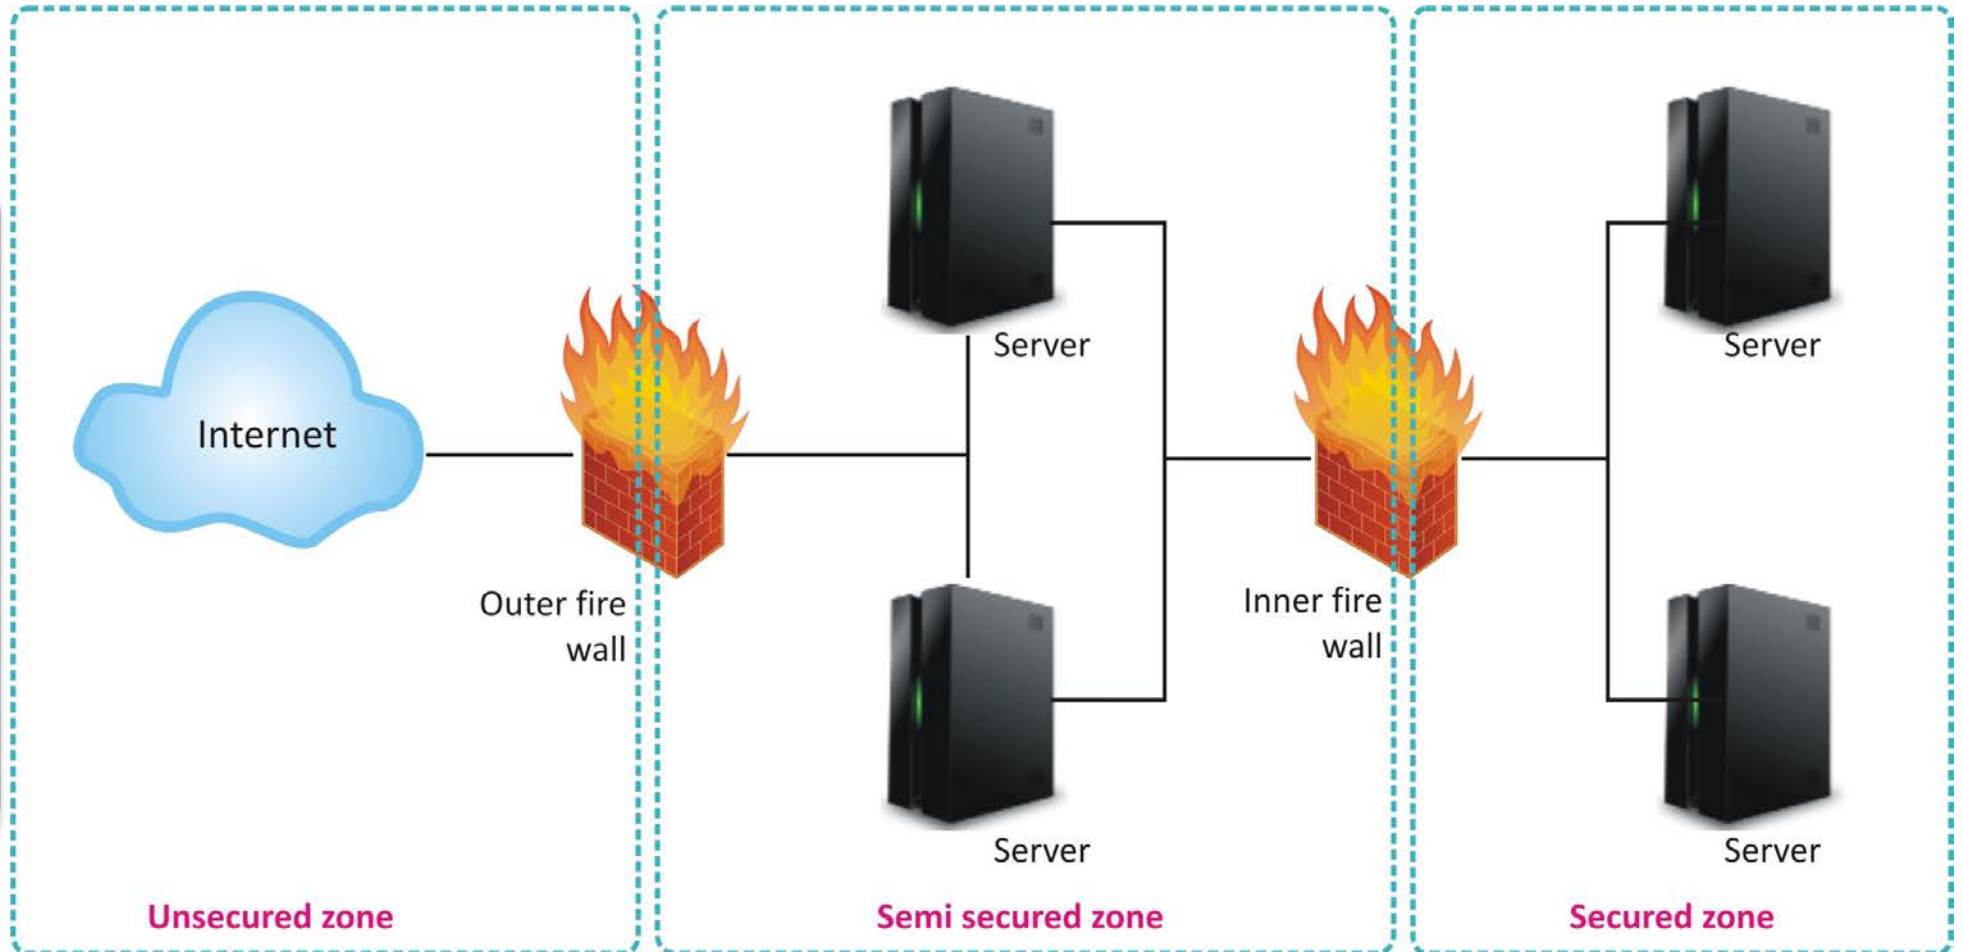 Server
Server
Internet
Outer fire
wall
Inner fire
wall
Server
Server
Unsecured zone
Semi secured zone
Secured zone